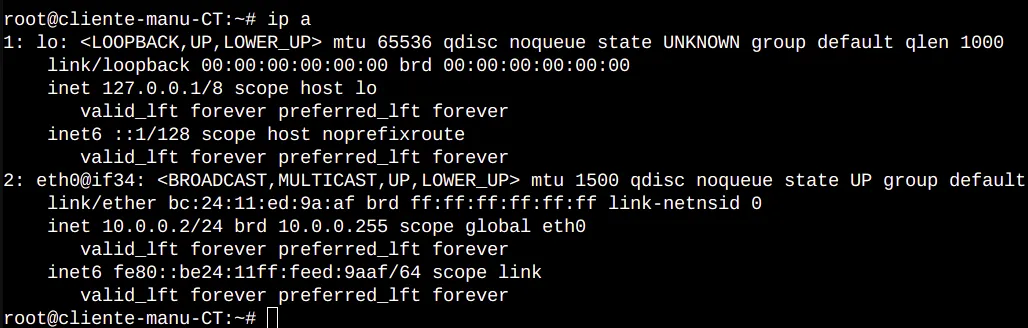 root@cliente-manu-CT:~# ip a
1: lo: <LOOPBACK,UP,LOWER_UP> mtu 65536 qdisc noqueue state UNKNOWN group default qlen 1000
    link/loopback 00:00:00:00:00:00 brd 00:00:00:00:00:00
    inet 127.0.0.1/8 scope host lo
       valid_lft forever preferred_lft forever
    inet6 ::1/128 scope host noprefixroute
       valid_lft forever preferred_lft forever
2: eth0@if34: <BROADCAST,MULTICAST,UP,LOWER_UP> mtu 1500 qdisc noqueue state UP group default
    link/ether bc:24:11:ed:9a:af brd ff:ff:ff:ff:ff:ff link-netnsid 0
    inet 10.0.0.2/24 brd 10.0.0.255 scope global eth0
       valid_lft forever preferred_lft forever
    inet6 fe80::be24:11ff:feed:9aaf/64 scope link
       valid_lft forever preferred_lft forever
root@cliente-manu-CT:~#